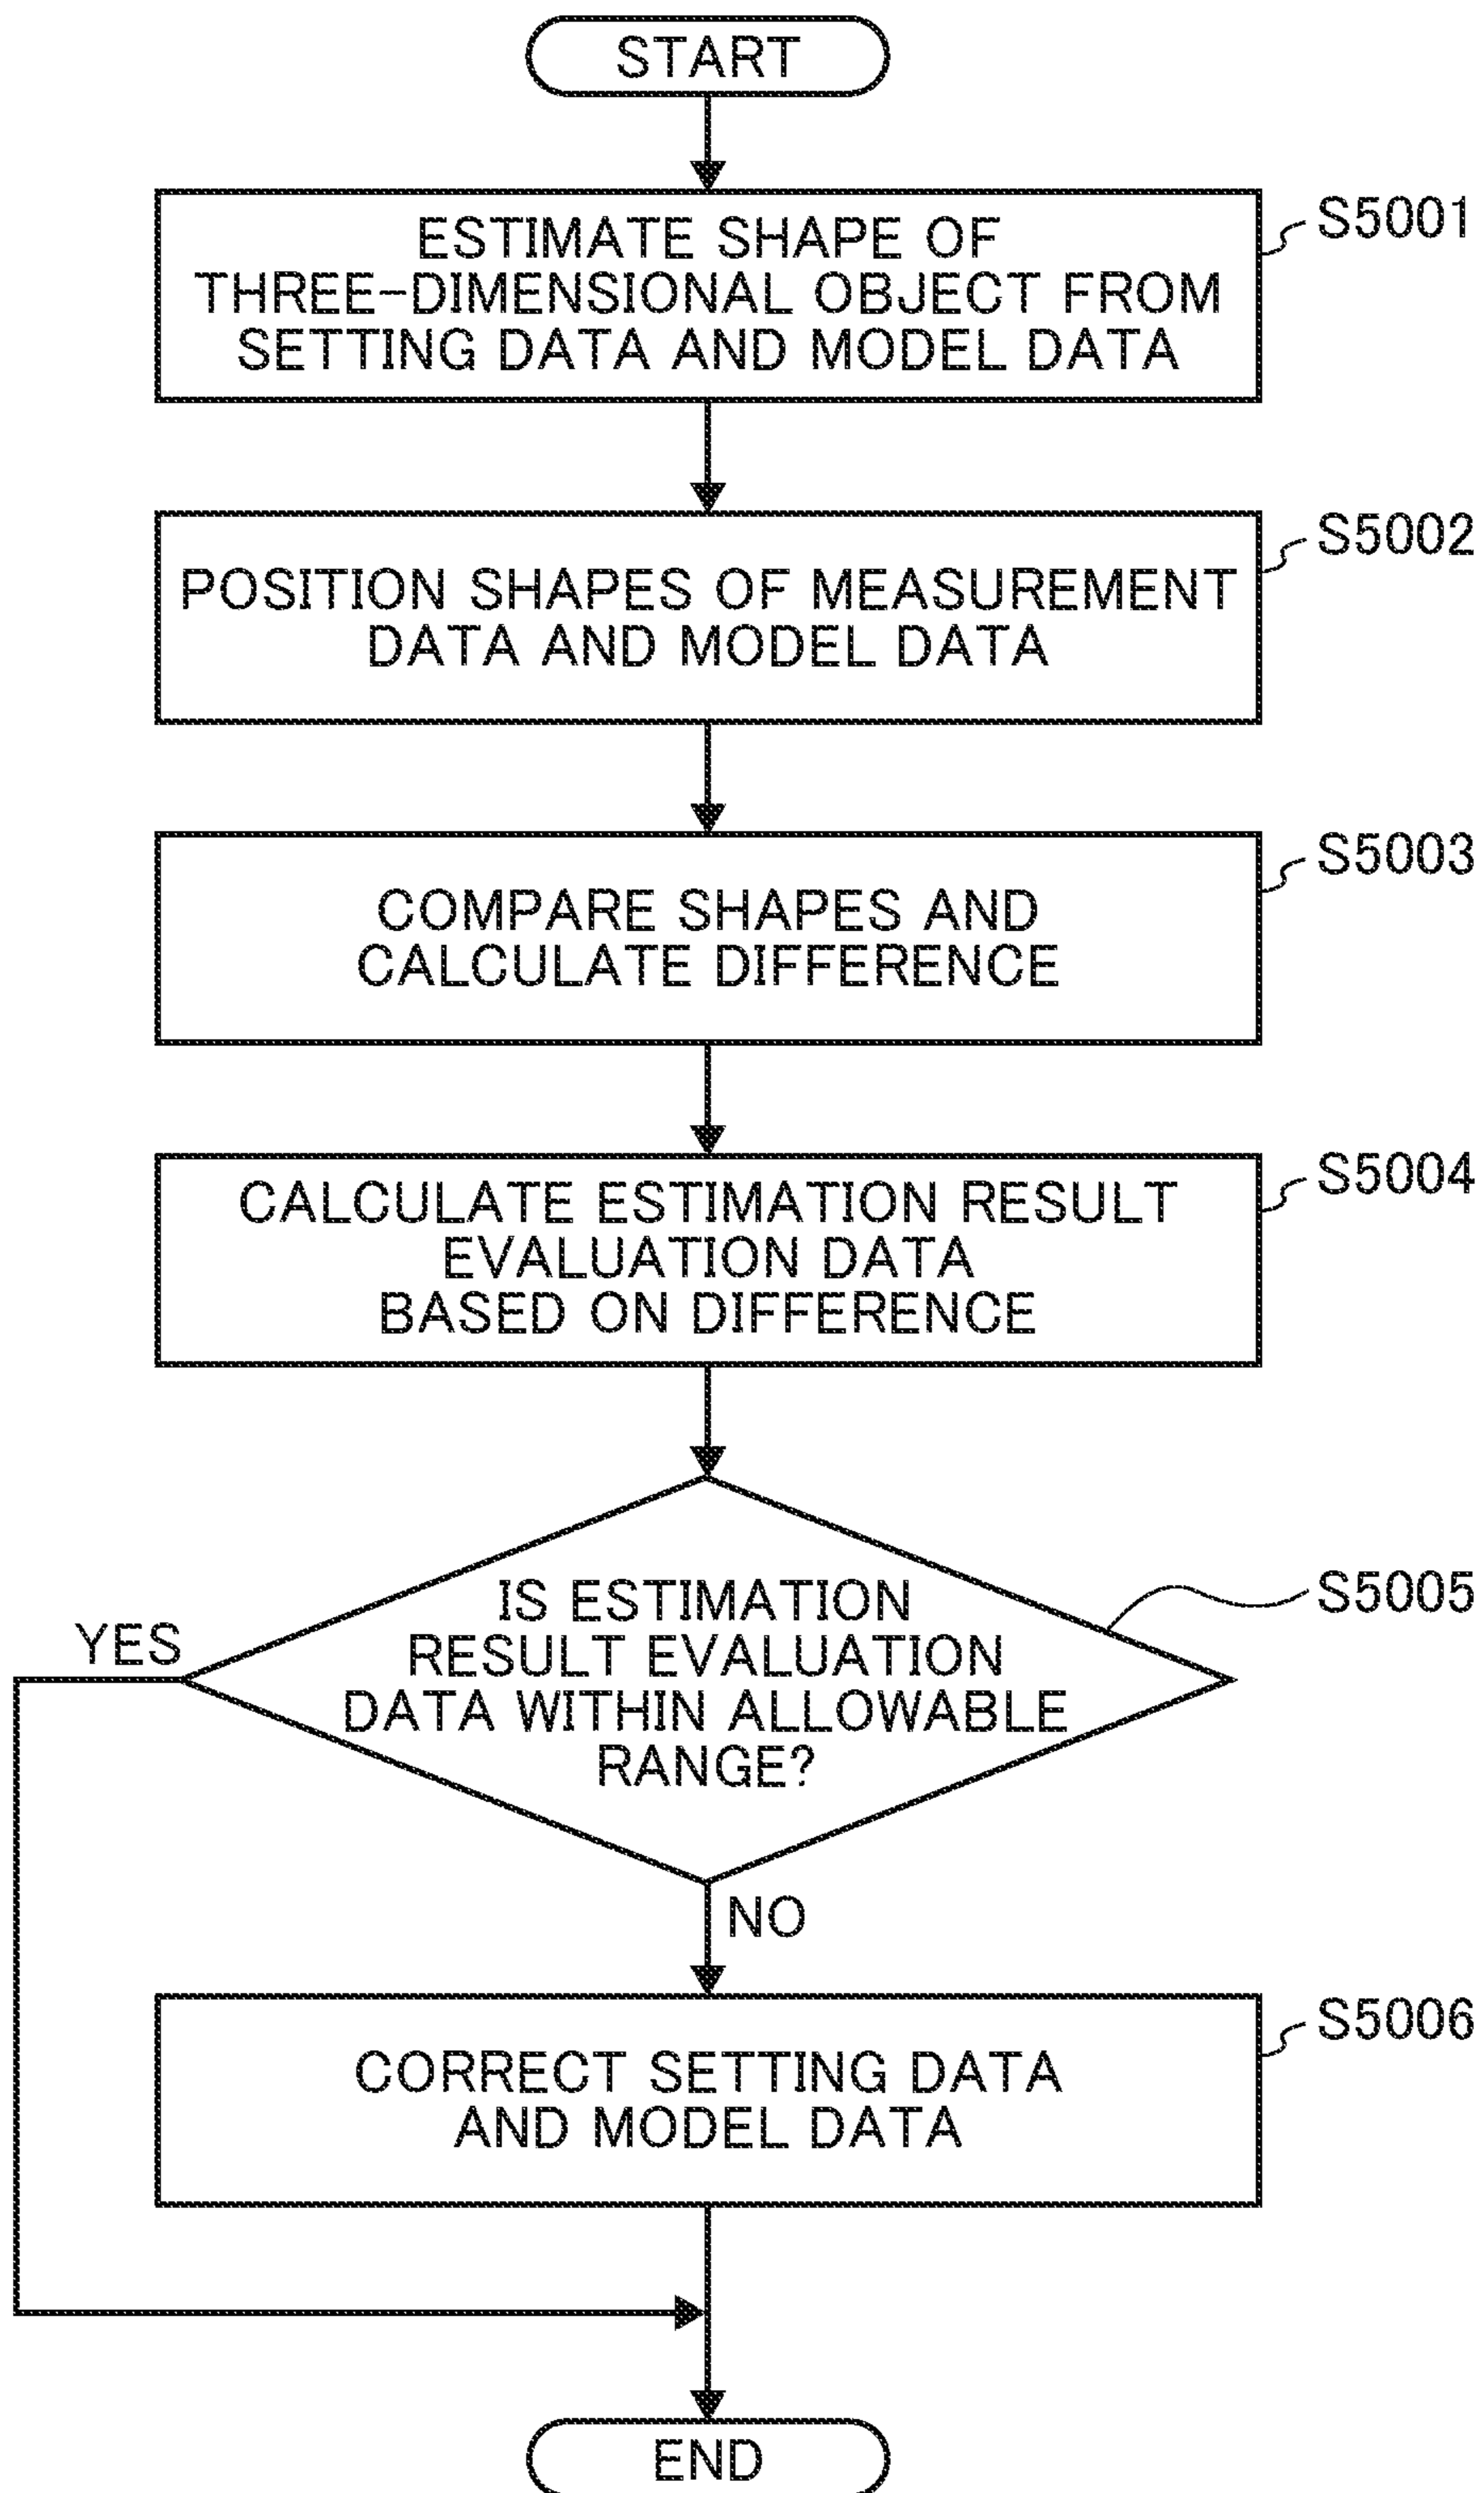 START
ESTIMATE SHAPE OF
THREE-DIMENSIONAL OBJECT FROM
SETTING DATA AND MODEL DATA
S5001
POSITION SHAPES OF MEASUREMENT
DATA AND MODEL DATA
S5002
COMPARE SHAPES AND
CALCULATE DIFFERENCE
S5003
CALCULATE ESTIMATION RESULT
EVALUATION DATA
BASED ON DIFFERENCE
S5004
IS ESTIMATION
RESULT EVALUATION
DATA WITHIN ALLOWABLE
RANGE?
S5005
YES
NO
CORRECT SETTING DATA
AND MODEL DATA
S5006
END